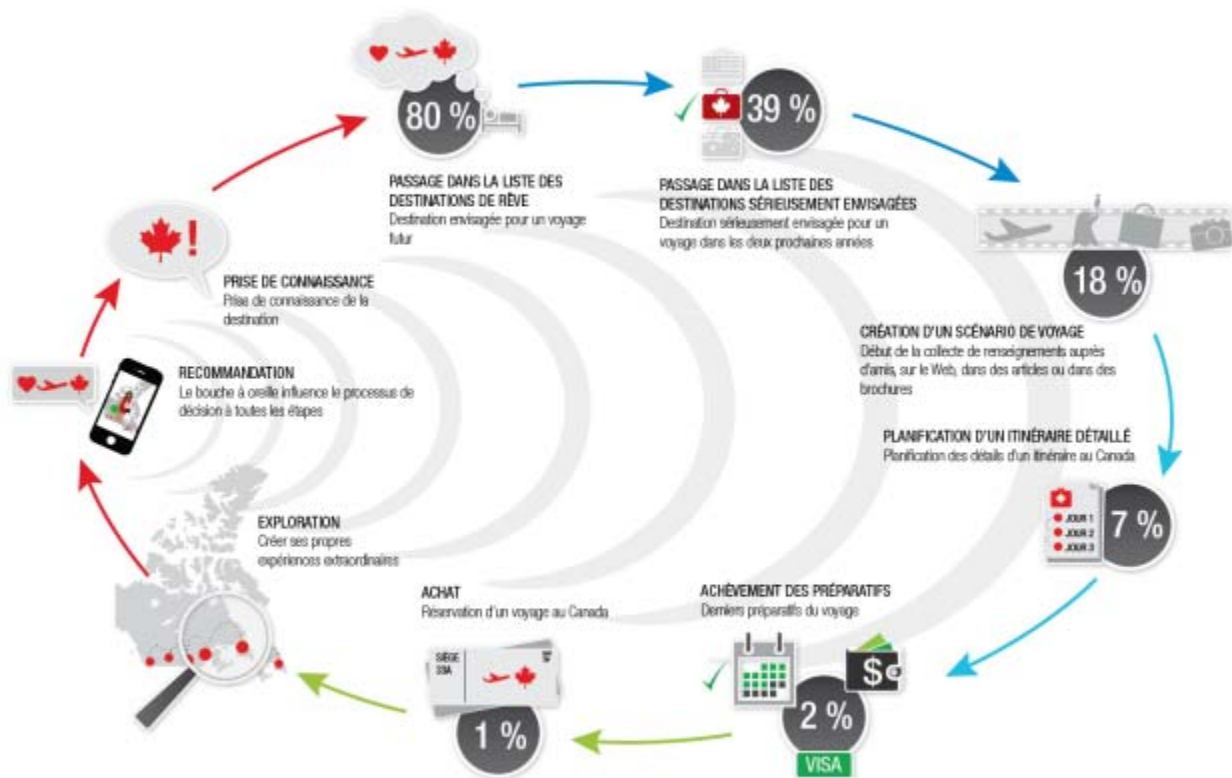 80 %
PASSAGE DANS LA LISTE DES
DESTINATIONS DE RÊVE
Destination envisagée pour un voyage
futur
39 %
PASSAGE DANS LA LISTE DES
DESTINATIONS SÉRIEUSEMENT ENVISAGÉES
Destination sérieusement envisagée pour un
voyage dans les deux prochaines années
18 %
CRÉATION D'UN SCÉNARIO DE VOYAGE
Début de la collecte de renseignements auprès
d'amis, sur le Web, dans des articles ou dans des
brochures
PLANIFICATION D'UN ITINÉRAIRE DÉTAILLÉ
Planification des détails d'un itinéraire au Canada
JOUR 1
JOUR 2
JOUR 3
7 %
ACHÈVEMENT DES PRÉPARATIFS
Derniers préparatifs du voyage
$
2 %
VISA
ACHAT
Réservation d'un voyage au Canada
SIÈGE
33A
1 %
EXPLORATION
Créer ses propres
expériences extraordinaires
RECOMMANDATION
Le bouche à oreille influence le processus de
décision à toutes les étapes
!
PRISE DE CONNAISSANCE
Prise de connaissance de la
destination